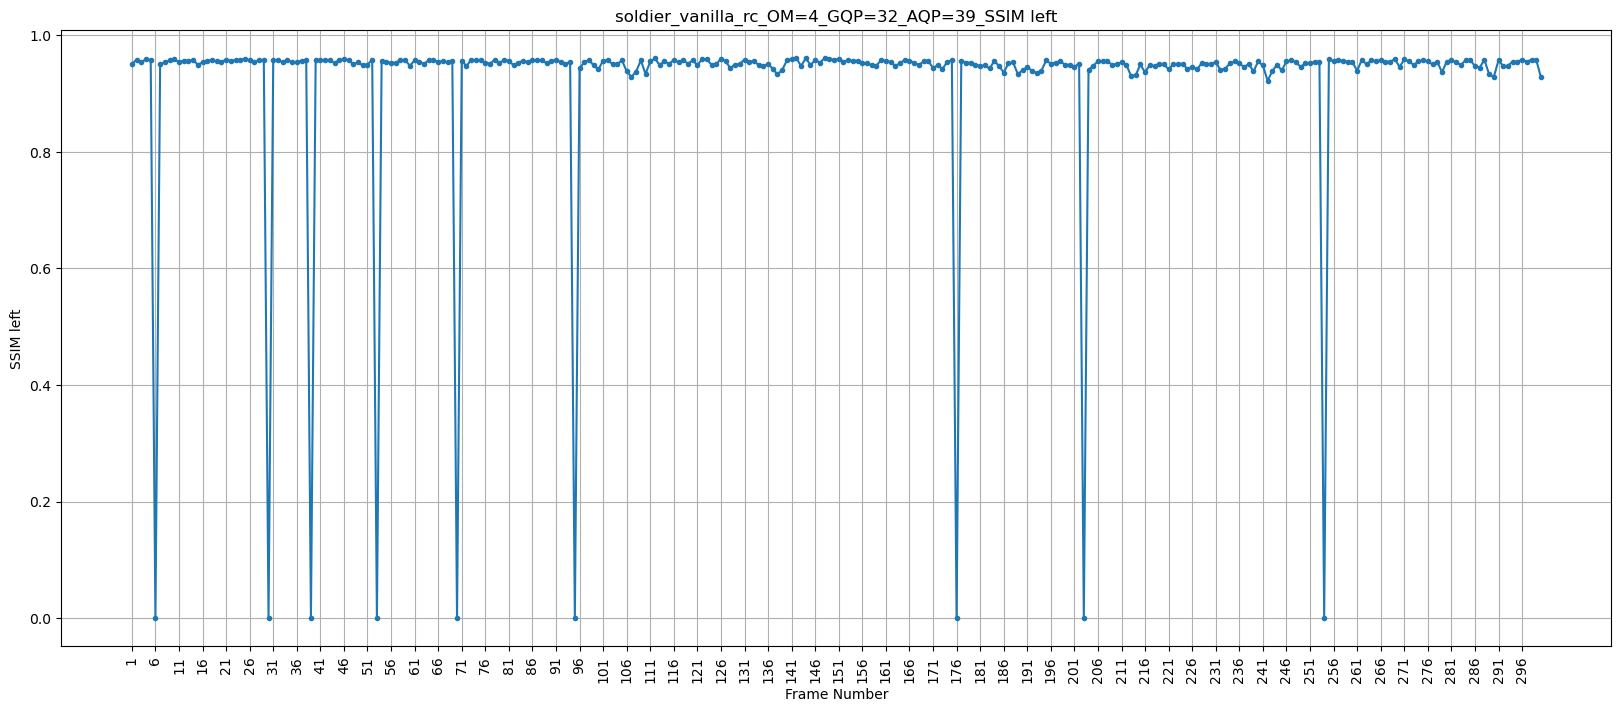 soldier_vanilla_rc_OM=4_GQP=32_AQP=39_SSIM left
1.0
0.8
0.6
0.4
0.2
0.0
SSIM left
1 6 11 16 21 26 31 36 41 46 51 56 61 66 71 76 81 86 91 96 101 106 111 116 121 126 131 136 141 146 151 156 161 166 171 176 181 186 191 196 201 206 211 216 221 226 231 236 241 246 251 256 261 266 271 276 281 286 291 296
Frame Number